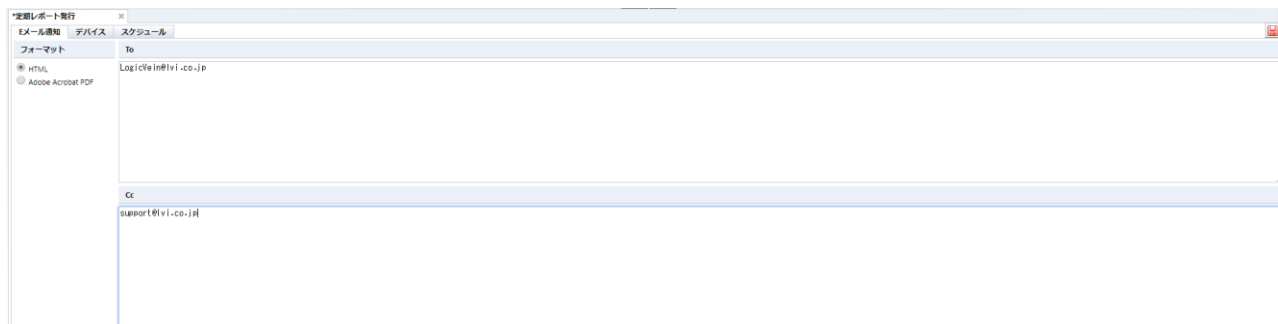 *定期レポート発行
Eメール通知 デバイス スケジュール
フォーマット
To
HTML
Adobe Acrobat PDF
LogicVein@lvi.co.jp
Cc
support@lvi.co.jp